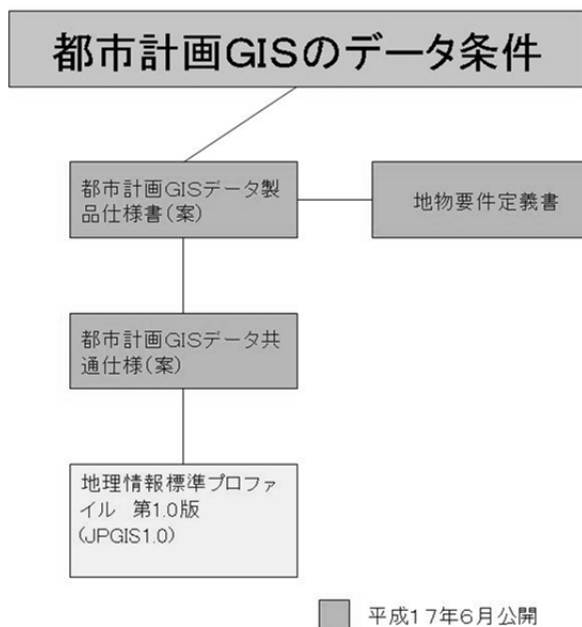 都市計画GISのデータ条件
都市計画GISデータ製
品仕様書(案)
地物要件定義書
都市計画GISデータ共
通仕様(案)
地理情報標準プロファ
イル 第1.0版
(JPGIS1.0)
平成17年6月公開